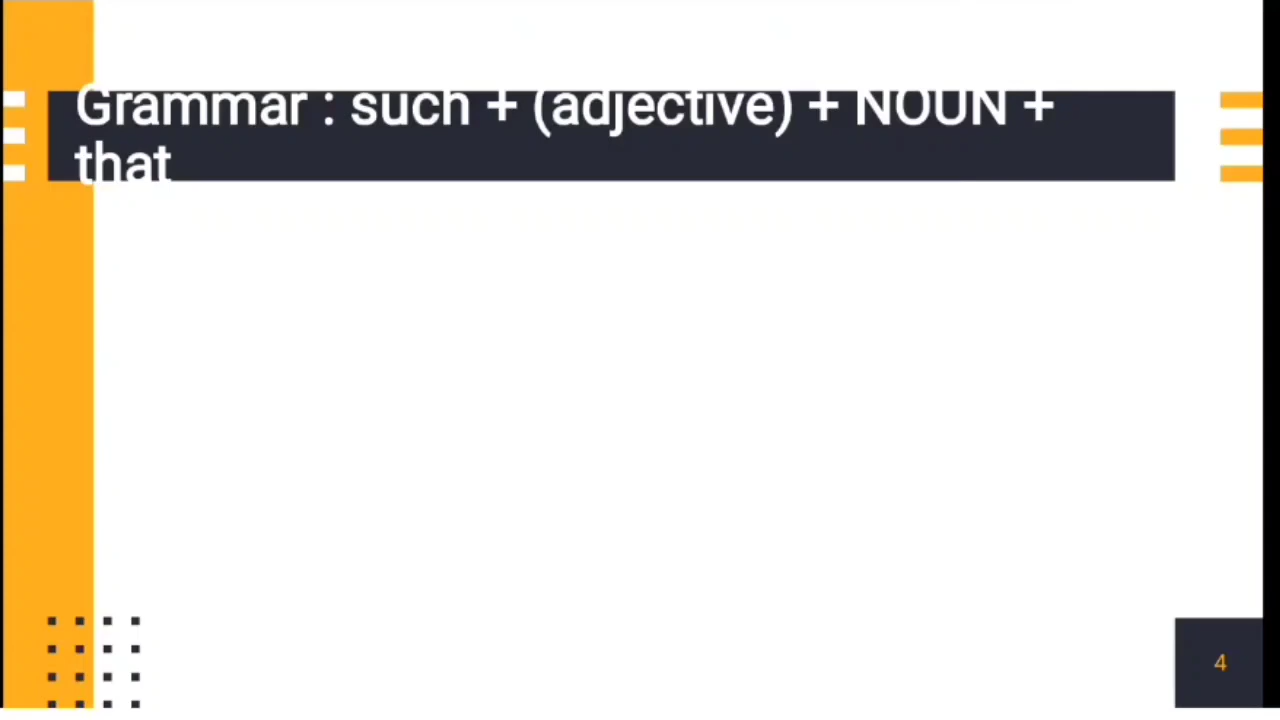 Grammar : such + (adjective) + NOUN +
that
4